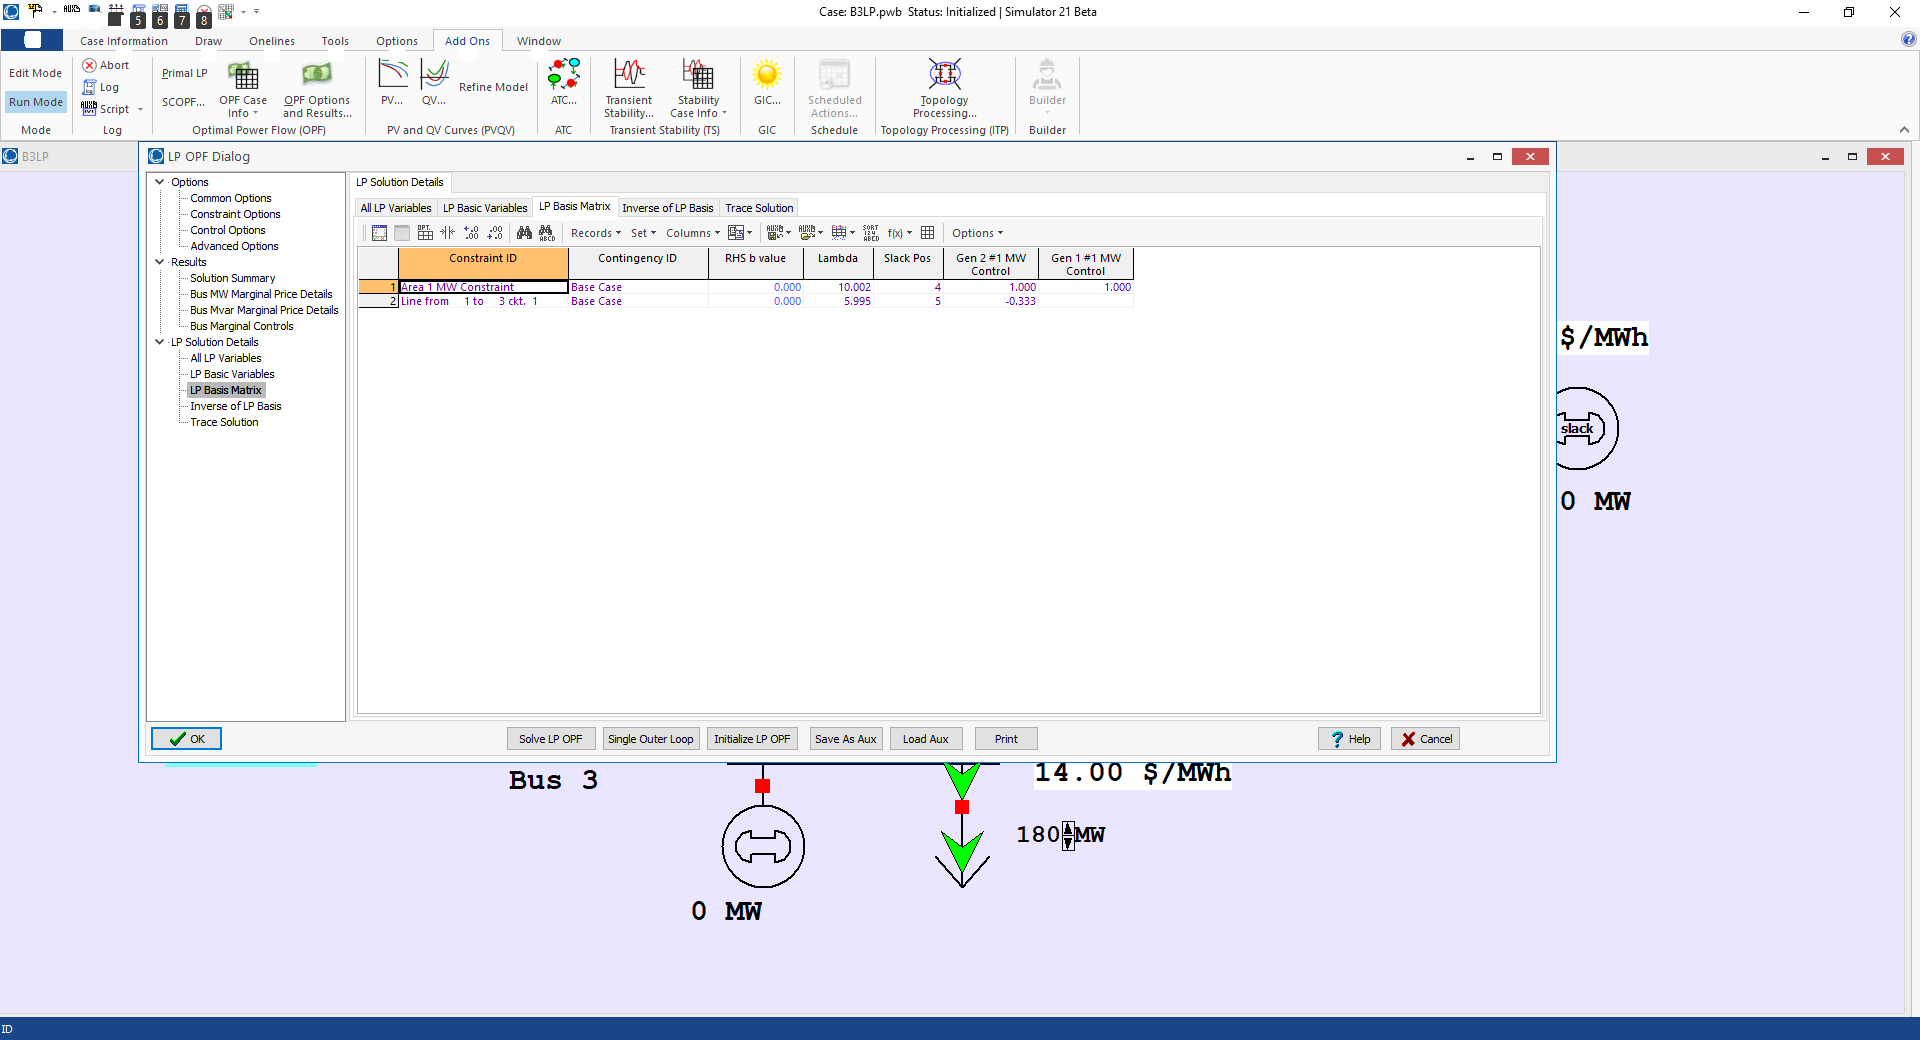 Case: B3LP.pwb  Status: Initialized | Simulator 21 Beta
5 6 7 8
Case Information Draw Onelines Tools Options Add Ons Window
Edit Mode
Run Mode
Mode
Abort
Log
Script
Log
Primal LP
SCOPF...
OPF Case Info
OPF Options and Results...
Optimal Power Flow (OPF)
PV...
QV...
Refine Model
PV and QV Curves (PVQV)
ATC...
ATC
Transient Stability...
Stability Case Info
Transient Stability (TS)
GIC...
GIC
Scheduled Actions...
Schedule
Topology Processing...
Topology Processing (ITP)
Builder
Builder
B3LP
LP OPF Dialog
Options
Common Options
Constraint Options
Control Options
Advanced Options
Results
Solution Summary
Bus MW Marginal Price Details
Bus Mvar Marginal Price Details
Bus Marginal Controls
LP Solution Details
All LP Variables
LP Basic Variables
LP Basis Matrix
Inverse of LP Basis
Trace Solution
LP Solution Details
All LP Variables LP Basic Variables LP Basis Matrix Inverse of LP Basis Trace Solution
Records Set Columns f(x) Options
Constraint ID Contingency ID RHS b value Lambda Slack Pos Gen 2 #1 MW Control Gen 1 #1 MW Control
1 Area 1 MW Constraint Base Case 0.000 10.002 4 1.000 1.000
2 Line from 1 to 3 ckt. 1 Base Case 0.000 5.995 5 -0.333
OK Solve LP OPF Single Outer Loop Initialize LP OPF Save As Aux Load Aux Print Help Cancel
$/MWh
slack
0 MW
Bus 3
14.00 $/MWh
180 MW
0 MW
ID